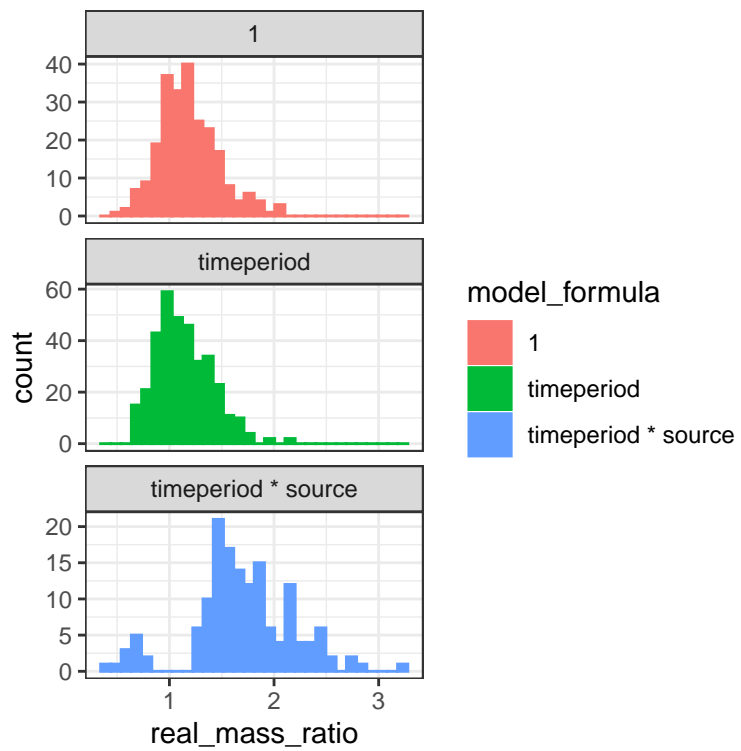 1
40
30
20
10
0
timeperiod
60
40
20
0
count
timeperiod * source
20
15
10
5
0
1 2 3
real_mass_ratio
model_formula
1
timeperiod
timeperiod * source